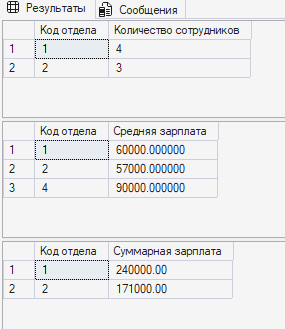 Результаты Сообщения
Код отдела Количество сотрудников
1 1 4
2 2 3
Код отдела Средняя зарплата
1 1 60000.000000
2 2 57000.000000
3 4 90000.000000
Код отдела Суммарная зарплата
1 1 240000.00
2 2 171000.00